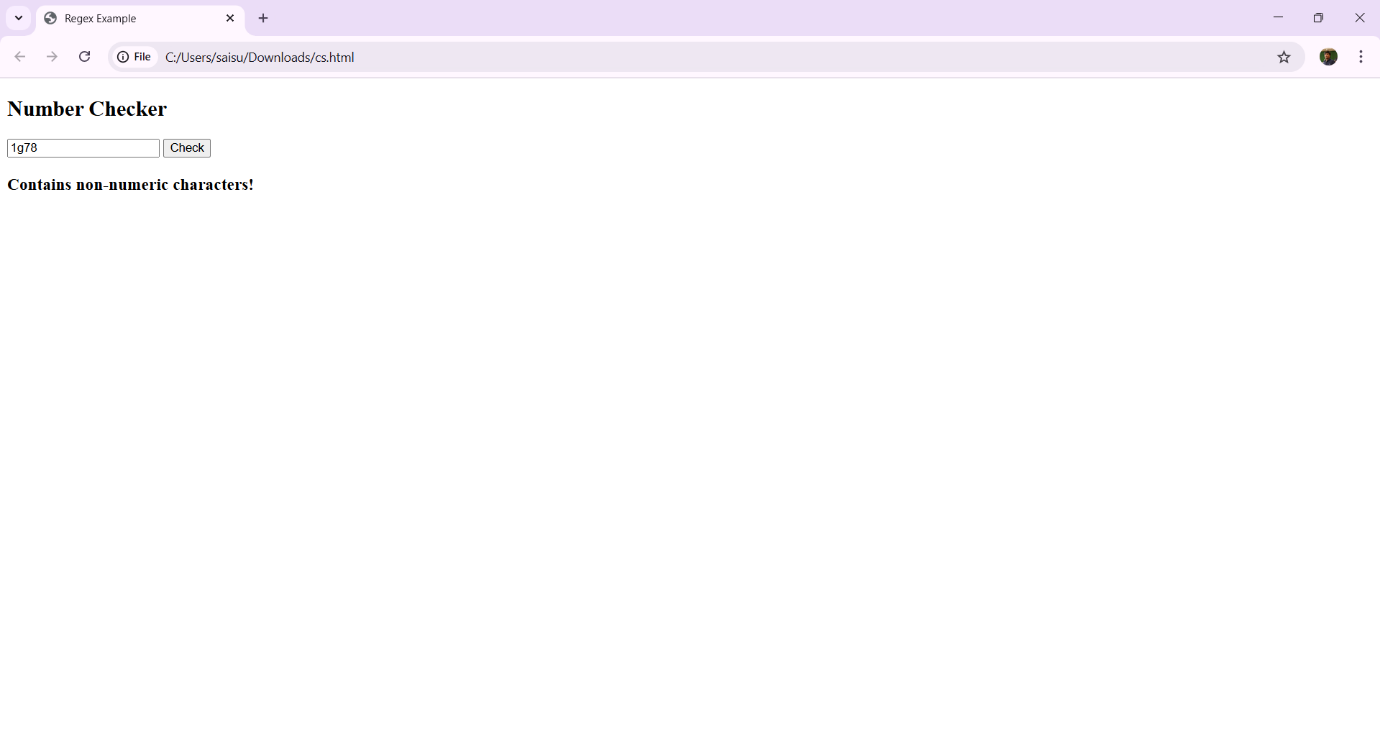 Regex Example
File C:/Users/saisu/Downloads/cs.html
Number Checker
1g78 Check
Contains non-numeric characters!